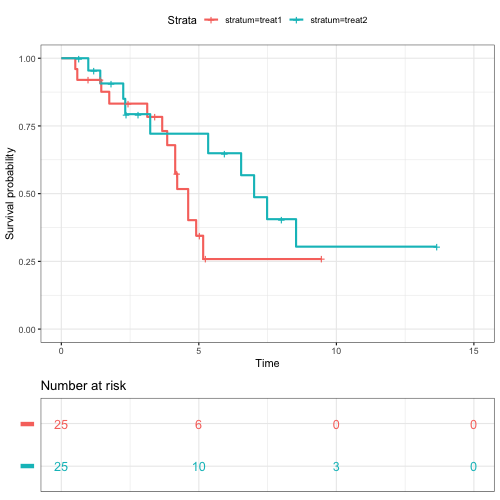 Strata stratum=treat1 stratum=treat2
Survival probability
1.00
0.75
0.50
0.25
0.00
0 5 10 15
Time
Number at risk
25 6 0 0
25 10 3 0